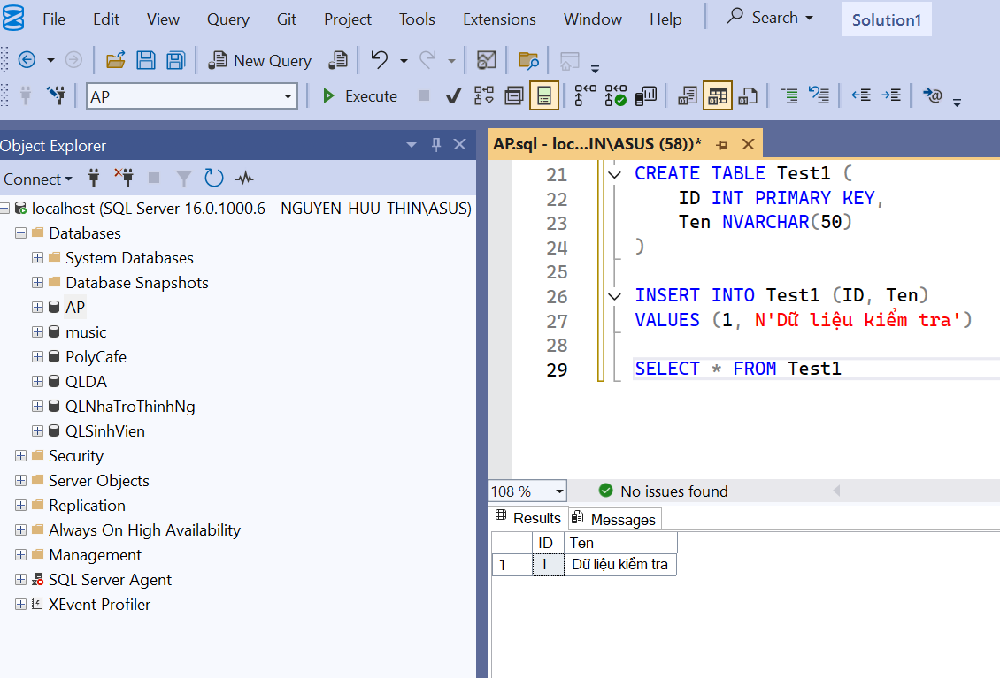 File Edit View Query Git Project Tools Extensions Window Help Search Solution1
New Query
AP Execute
Object Explorer
Connect
localhost (SQL Server 16.0.1000.6 - NGUYEN-HUU-THIN\ASUS)
Databases
System Databases
Database Snapshots
AP
music
PolyCafe
QLDA
QLNhaTroThinhNg
QLSinhVien
Security
Server Objects
Replication
Always On High Availability
Management
SQL Server Agent
XEvent Profiler
AP.sql - loc...IN\ASUS (58))*
21 CREATE TABLE Test1 (
22 ID INT PRIMARY KEY,
23 Ten NVARCHAR(50)
24 )
25
26 INSERT INTO Test1 (ID, Ten)
27 VALUES (1, N'Dữ liệu kiểm tra')
28
29 SELECT * FROM Test1
108 % No issues found
Results Messages
ID Ten
1 1 Dữ liệu kiểm tra